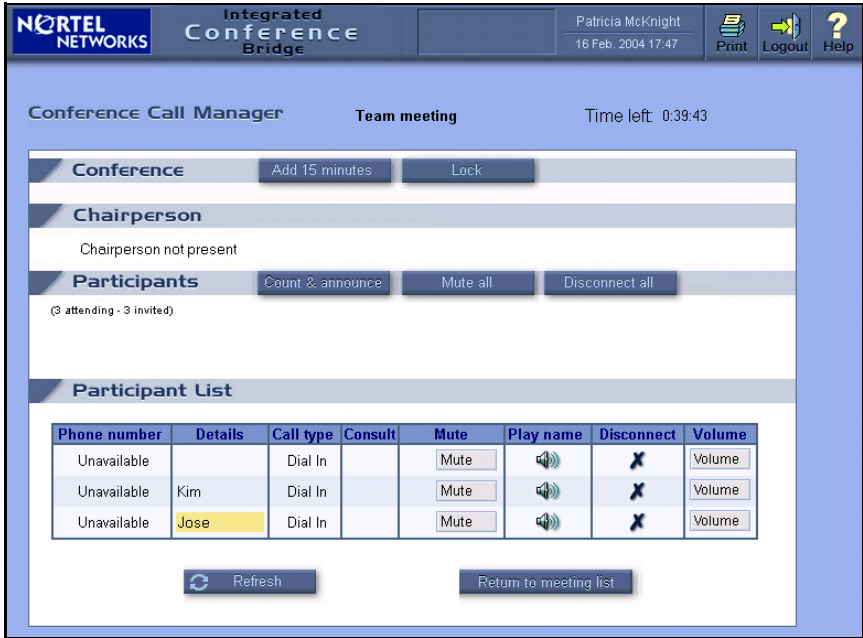 NORTEL NETWORKS
Integrated Conference Bridge
Patricia McKnight
16 Feb. 2004 17:47
Print Logout Help
Conference Call Manager Team meeting Time left: 0:39:43
Conference Add 15 minutes Lock
Chairperson
Chairperson not present
Participants Count & announce Mute all Disconnect all
(3 attending - 3 invited)
Participant List
Phone number Details Call type Consult Mute Play name Disconnect Volume
Unavailable Dial In Mute Volume
Unavailable Kim Dial In Mute Volume
Unavailable Jose Dial In Mute Volume
Refresh Return to meeting list